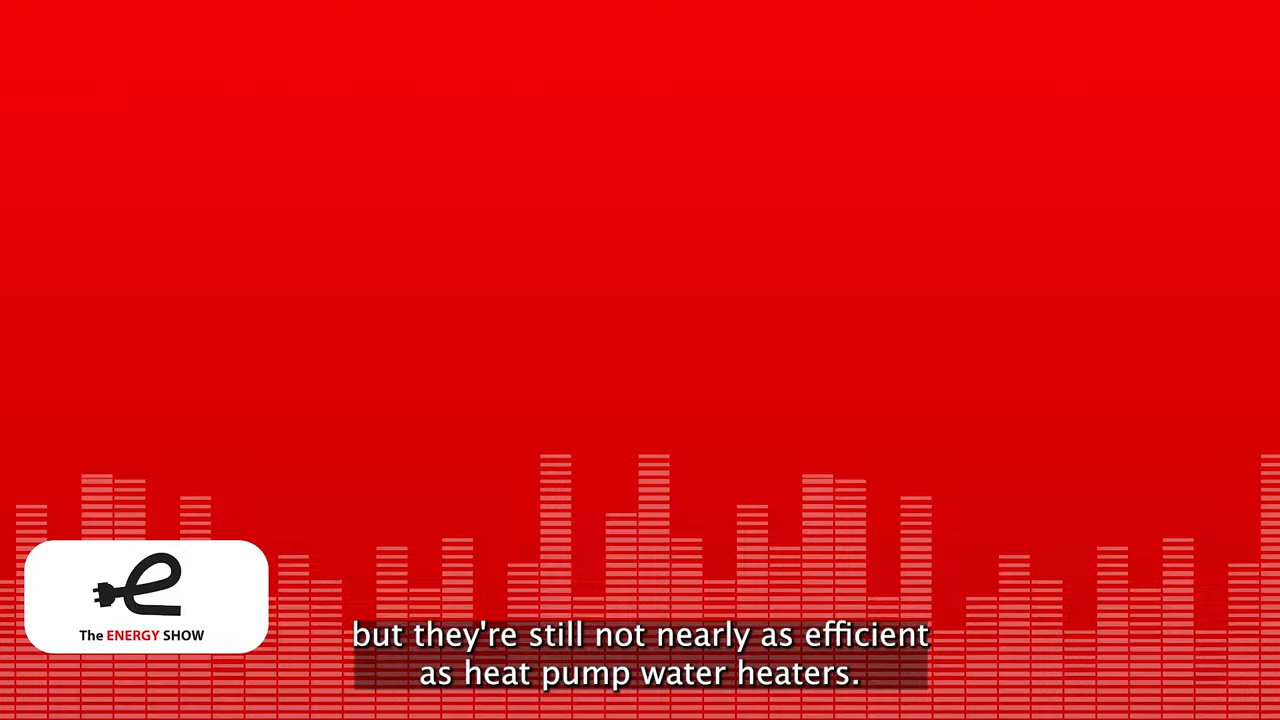 The ENERGY SHOW
but they're still not nearly as efficient
as heat pump water heaters.